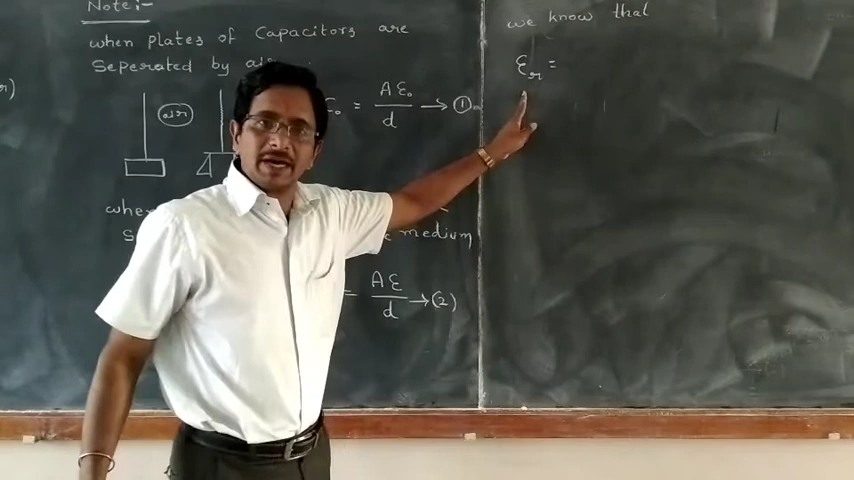 Note:-
when Plates of Capacitors are
Seperated by air
r)
air
C₀ = Aε₀/d → ①
medium
= Aε/d → (2)
we know that
εr =